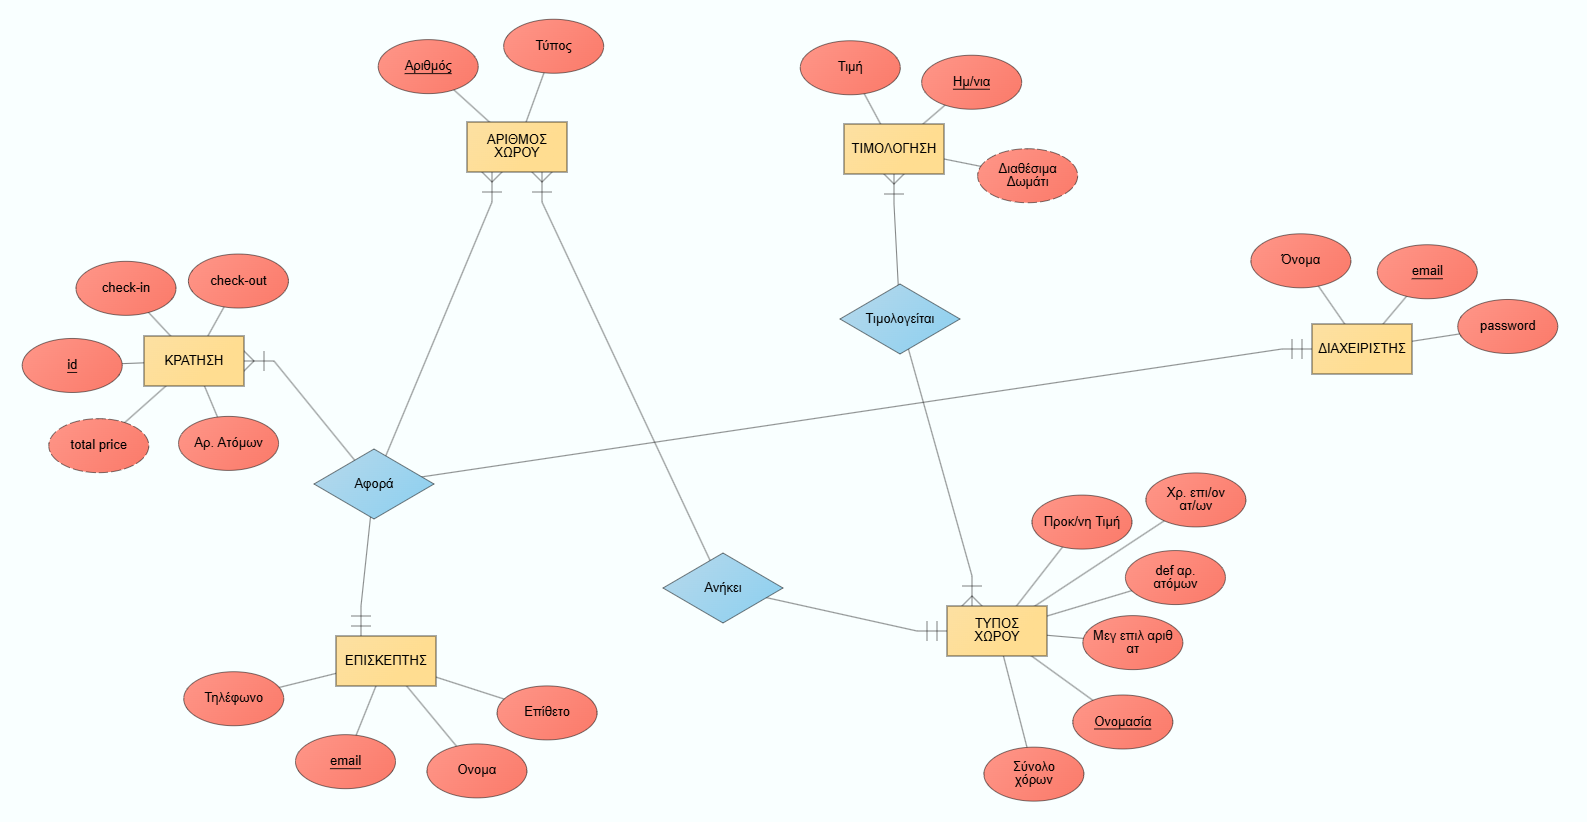 Τύπος
Αριθμός
ΑΡΙΘΜΟΣ
ΧΩΡΟΥ
Τιμή
Ημ/νια
ΤΙΜΟΛΟΓΗΣΗ
Διαθέσιμα
Δωμάτι
check-in
check-out
id
ΚΡΑΤΗΣΗ
total price
Αρ. Ατόμων
Τιμολογείται
Όνομα
email
password
ΔΙΑΧΕΙΡΙΣΤΗΣ
Αφορά
Ανήκει
Προκ/νη Τιμή
Χρ. επι/ον
ατ/ων
def αρ.
ατόμων
Μεγ επιλ αριθ
ατ
ΤΥΠΟΣ
ΧΩΡΟΥ
Ονομασία
Σύνολο
χόρων
ΕΠΙΣΚΕΠΤΗΣ
Τηλέφωνο
email
Ονομα
Επίθετο